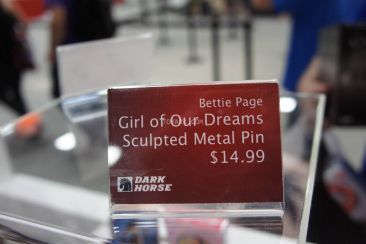 Bettie Page
Girl of Our Dreams
Sculpted Metal Pin
$14.99
DARK
HORSE